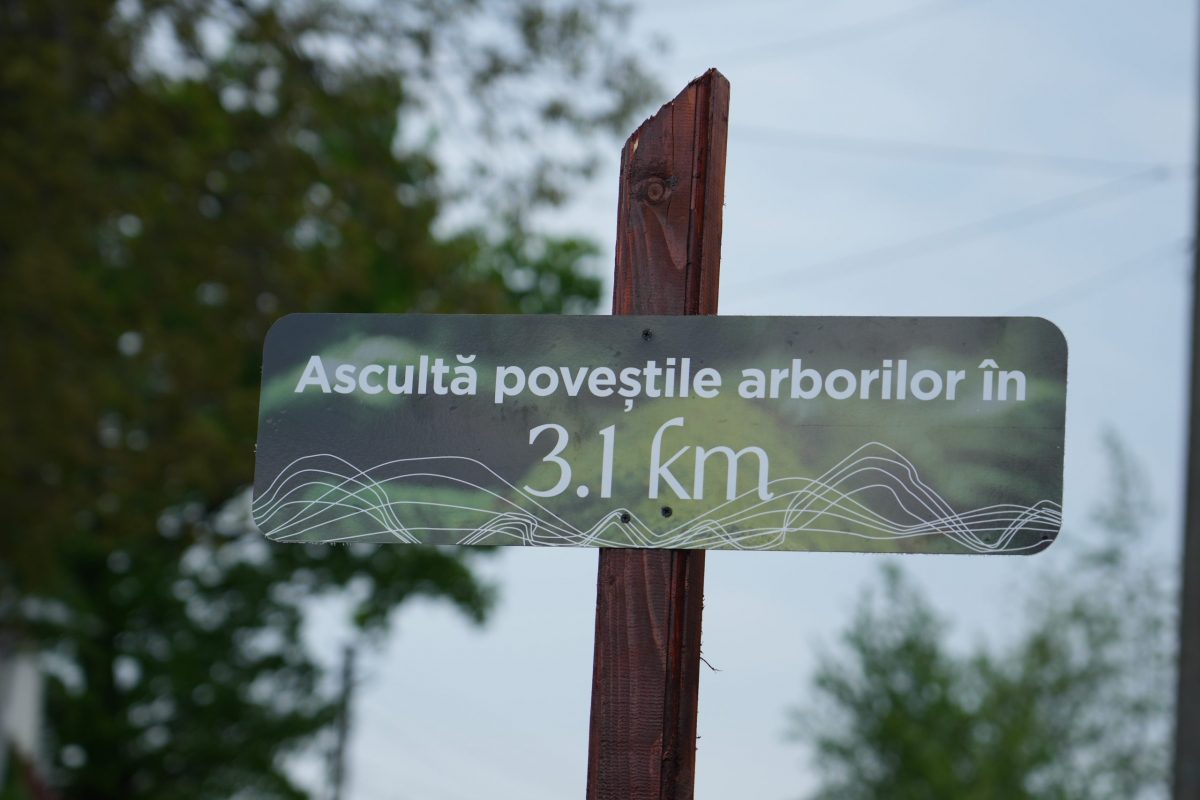 Ascultă poveștile arborilor în
3.1 km